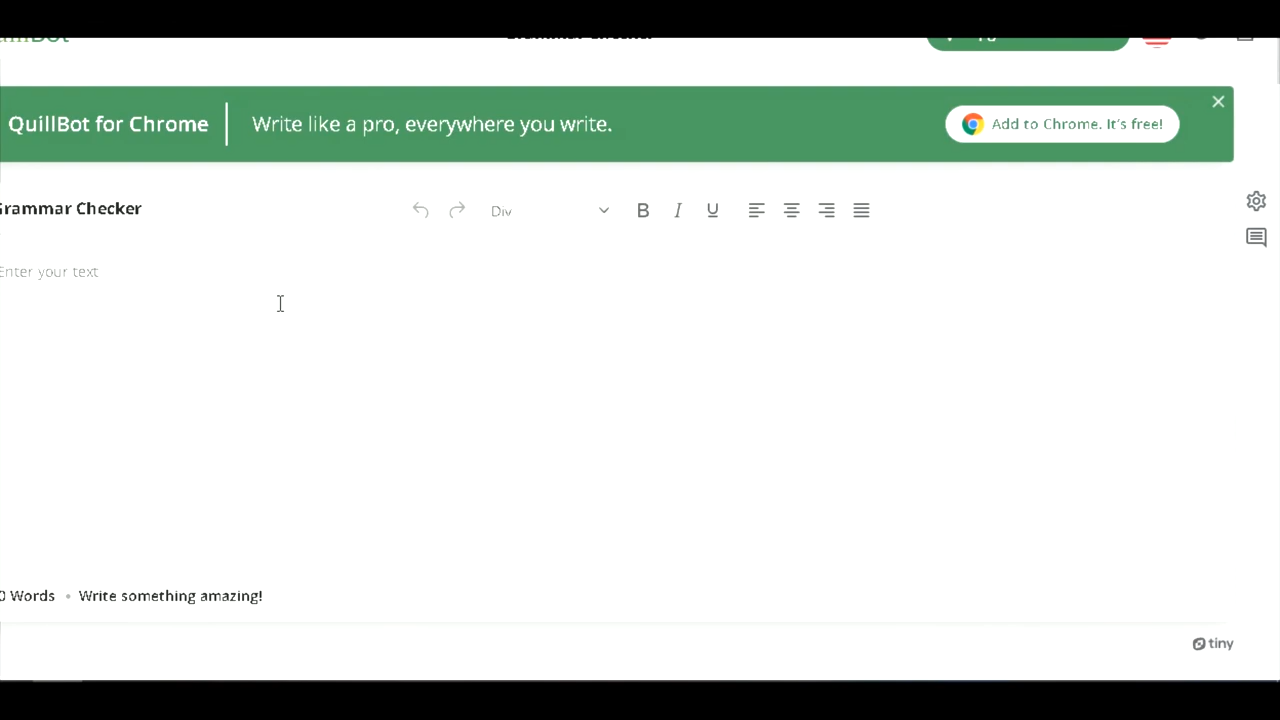 QuillBot for Chrome
Write like a pro, everywhere you write.
Add to Chrome. It's free!
Grammar Checker
Div
B I U
Enter your text
0 Words • Write something amazing!
tiny